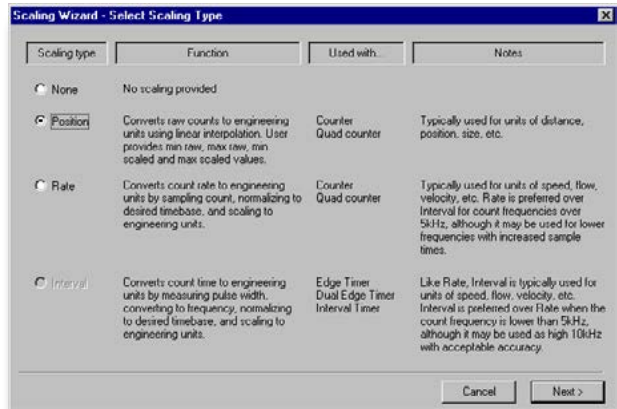 Scaling Wizard - Select Scaling Type
Scaling type
Function
Used with...
Notes
None
No scaling provided
Position
Converts raw counts to engineering
units using linear interpolation. User
provides min raw, max raw, min
scaled and max scaled values.
Counter
Quad counter
Typically used for units of distance,
position, size, etc.
Rate
Converts count rate to engineering
units by sampling count, normalizing to
desired timebase, and scaling to
engineering units.
Counter
Quad counter
Typically used for units of speed, flow,
velocity, etc. Rate is preferred over
Interval for count frequencies over
5kHz, although it may be used for lower
frequencies with increased sample
times.
Interval
Converts count time to engineering
units by measuring pulse width,
converting to frequency, normalizing
to desired timebase, and scaling to
engineering units.
Edge Timer
Dual Edge Timer
Interval Timer
Like Rate, Interval is typically used for
units of speed, flow, velocity, etc.
Interval is preferred over Rate when the
count frequency is lower than 5kHz,
although it may be used as high 10kHz
with acceptable accuracy.
Cancel
Next >